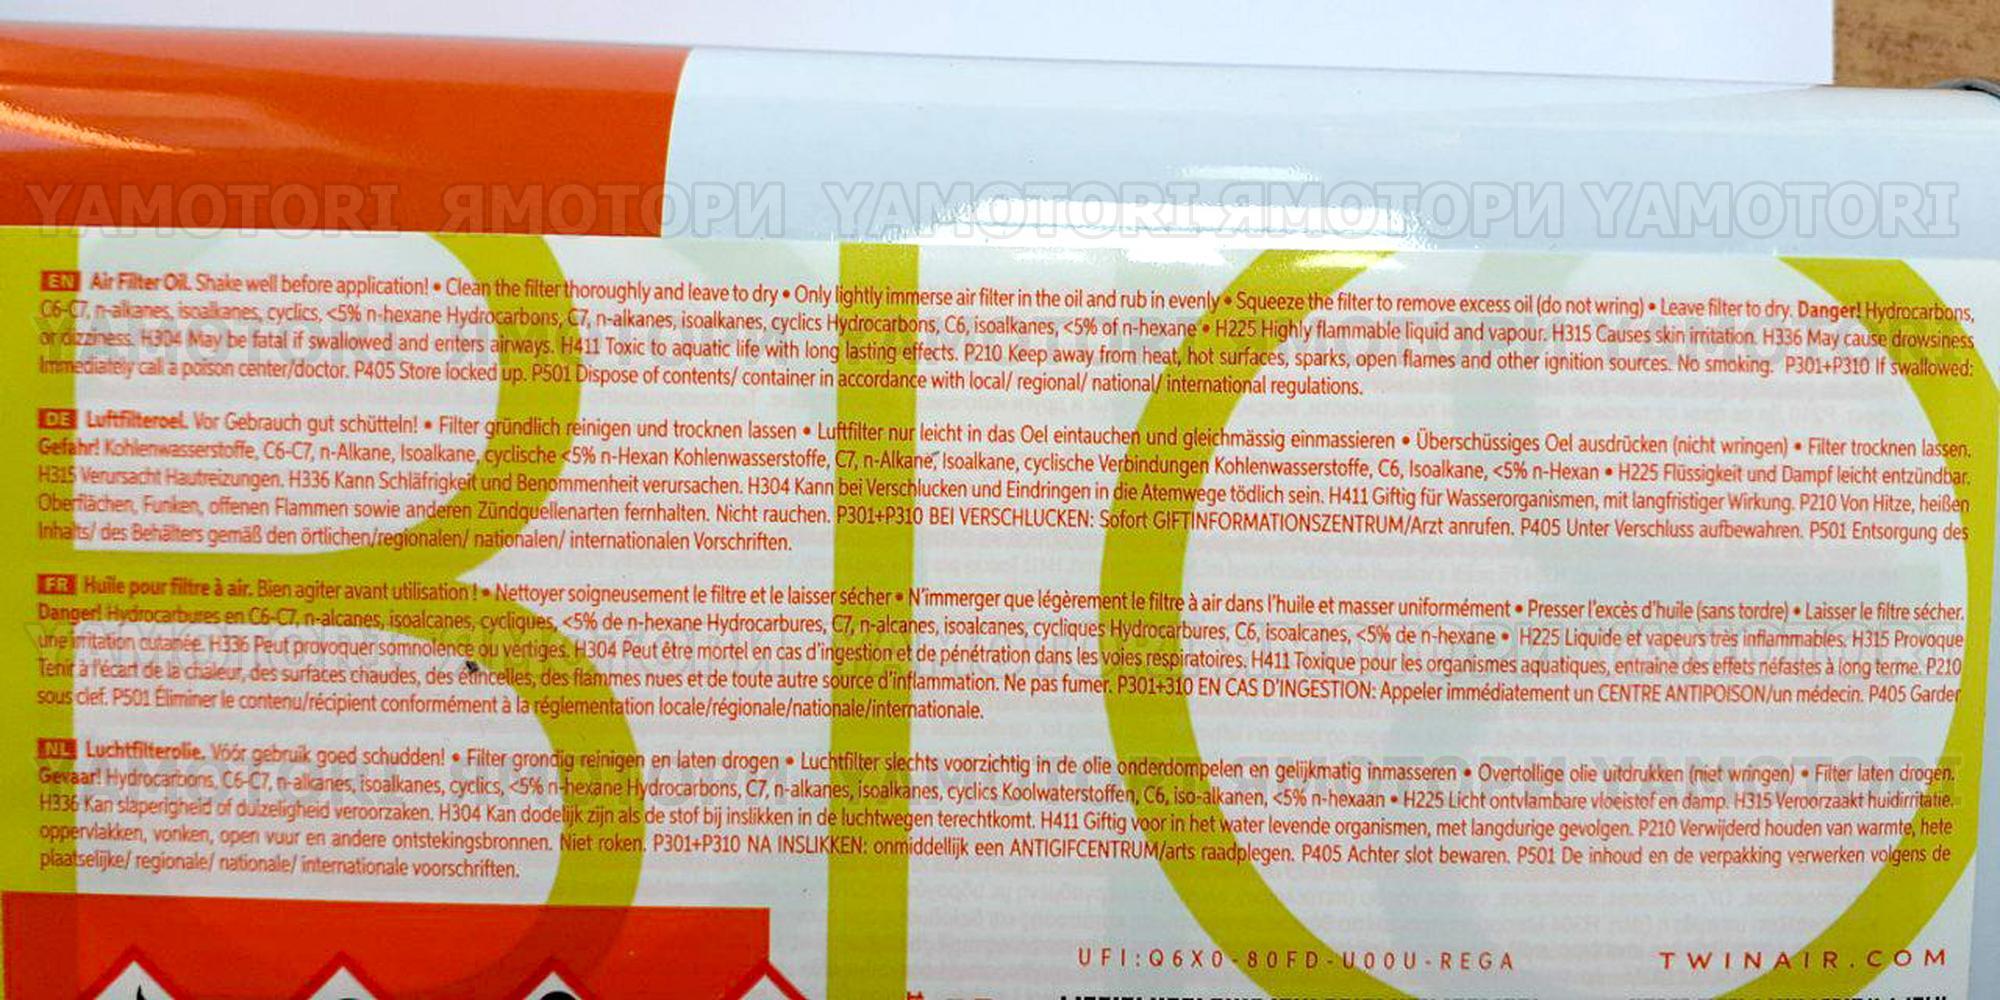 YAMOTORI ЯМОТОРИ YAMOTORI ЯМОТОРИ YAMOTORI
EN Air Filter Oil. Shake well before application! • Clean the filter thoroughly and leave to dry • Only lightly immerse air filter in the oil and rub in evenly • Squeeze the filter to remove excess oil (do not wring) • Leave filter to dry. Danger! Hydrocarbons,
C6-C7, n-alkanes, isoalkanes, cyclics, <5% n-hexane Hydrocarbons, C7, n-alkanes, isoalkanes, cyclics Hydrocarbons, C6, isoalkanes, <5% of n-hexane • H225 Highly flammable liquid and vapour. H315 Causes skin irritation. H336 May cause drowsiness
or dizziness. H304 May be fatal if swallowed and enters airways. H411 Toxic to aquatic life with long lasting effects. P210 Keep away from heat, hot surfaces, sparks, open flames and other ignition sources. No smoking. P301+P310 If swallowed:
Immediately call a poison center/doctor. P405 Store locked up. P501 Dispose of contents/ container in accordance with local/ regional/ national/ international regulations.
DE Luftfilteroel. Vor Gebrauch gut schütteln! • Filter gründlich reinigen und trocknen lassen • Luftfilter nur leicht in das Oel eintauchen und gleichmässig einmassieren • Überschüssiges Oel ausdrücken (nicht wringen) • Filter trocknen lassen.
Gefahr! Kohlenwasserstoffe, C6-C7, n-Alkane, Isoalkane, cyclische <5% n-Hexan Kohlenwasserstoffe, C7, n-Alkane, Isoalkane, cyclische Verbindungen Kohlenwasserstoffe, C6, Isoalkane, <5% n-Hexan • H225 Flüssigkeit und Dampf leicht entzündbar.
H315 Verursacht Hautreizungen. H336 Kann Schläfrigkeit und Benommenheit verursachen. H304 Kann bei Verschlucken und Eindringen in die Atemwege tödlich sein. H411 Giftig für Wasserorganismen, mit langfristiger Wirkung. P210 Von Hitze, heißen
Oberflächen, Funken, offenen Flammen sowie anderen Zündquellenarten fernhalten. Nicht rauchen. P301+P310 BEI VERSCHLUCKEN: Sofort GIFTINFORMATIONSZENTRUM/Arzt anrufen. P405 Unter Verschluss aufbewahren. P501 Entsorgung des
Inhalts/ des Behälters gemäß den örtlichen/regionalen/ nationalen/ internationalen Vorschriften.
FR Huile pour filtre à air. Bien agiter avant utilisation ! • Nettoyer soigneusement le filtre et le laisser sécher • N'immerger que légèrement le filtre à air dans l'huile et masser uniformément • Presser l'excès d'huile (sans tordre) • Laisser le filtre sécher.
Danger! Hydrocarbures en C6-C7, n-alcanes, isoalcanes, cycliques, <5% de n-hexane Hydrocarbures, C7, n-alcanes, isoalcanes, cycliques Hydrocarbures, C6, isoalcanes, <5% de n-hexane • H225 Liquide et vapeurs très inflammables. H315 Provoque
une irritation cutanée. H336 Peut provoquer somnolence ou vertiges. H304 Peut être mortel en cas d'ingestion et de pénétration dans les voies respiratoires. H411 Toxique pour les organismes aquatiques, entraine des effets néfastes à long terme. P210
Tenir à l'écart de la chaleur, des surfaces chaudes, des étincelles, des flammes nues et de toute autre source d'inflammation. Ne pas fumer. P301+310 EN CAS D'INGESTION: Appeler immédiatement un CENTRE ANTIPOISON/un médecin. P405 Garder
sous clef. P501 Éliminer le contenu/récipient conformément à la réglementation locale/régionale/nationale/internationale.
NL Luchtfilterolie. Vóór gebruik goed schudden! • Filter grondig reinigen en laten drogen • Luchtfilter slechts voorzichtig in de olie onderdompelen en gelijkmatig inmasseren • Overtollige olie uitdrukken (niet wringen) • Filter laten drogen.
Gevaar! Hydrocarbons, C6-C7, n-alkanes, isoalkanes, cyclics, <5% n-hexane Hydrocarbons, C7, n-alkanes, isoalkanes, cyclics Koolwaterstoffen, C6, iso-alkanen, <5% n-hexaan • H225 Licht ontvlambare vloeistof en damp. H315 Veroorzaakt huidirritatie.
H336 Kan slaperigheid of duizeligheid veroorzaken. H304 Kan dodelijk zijn als de stof bij inslikken in de luchtwegen terechtkomt. H411 Giftig voor in het water levende organismen, met langdurige gevolgen. P210 Verwijderd houden van warmte, hete
oppervlakken, vonken, open vuur en andere ontstekingsbronnen. Niet roken. P301+P310 NA INSLIKKEN: onmiddellijk een ANTIGIFCENTRUM/arts raadplegen. P405 Achter slot bewaren. P501 De inhoud en de verpakking verwerken volgens de
plaatselijke/ regionale/ nationale/ internationale voorschriften.
BIO
UFI:Q6X0-80FD-U00U-REGA
TWINAIR.COM